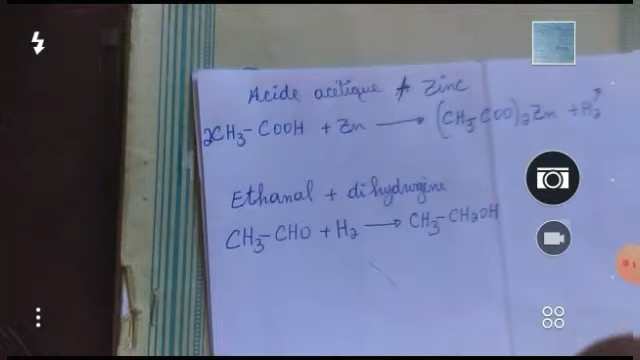 Acide acétique + Zinc
2CH₃-COOH + Zn ⟶ (CH₃COO)₂Zn + H₂↑
Ethanal + dihydrogène
CH₃-CHO + H₂ ⟶ CH₃-CH₂OH